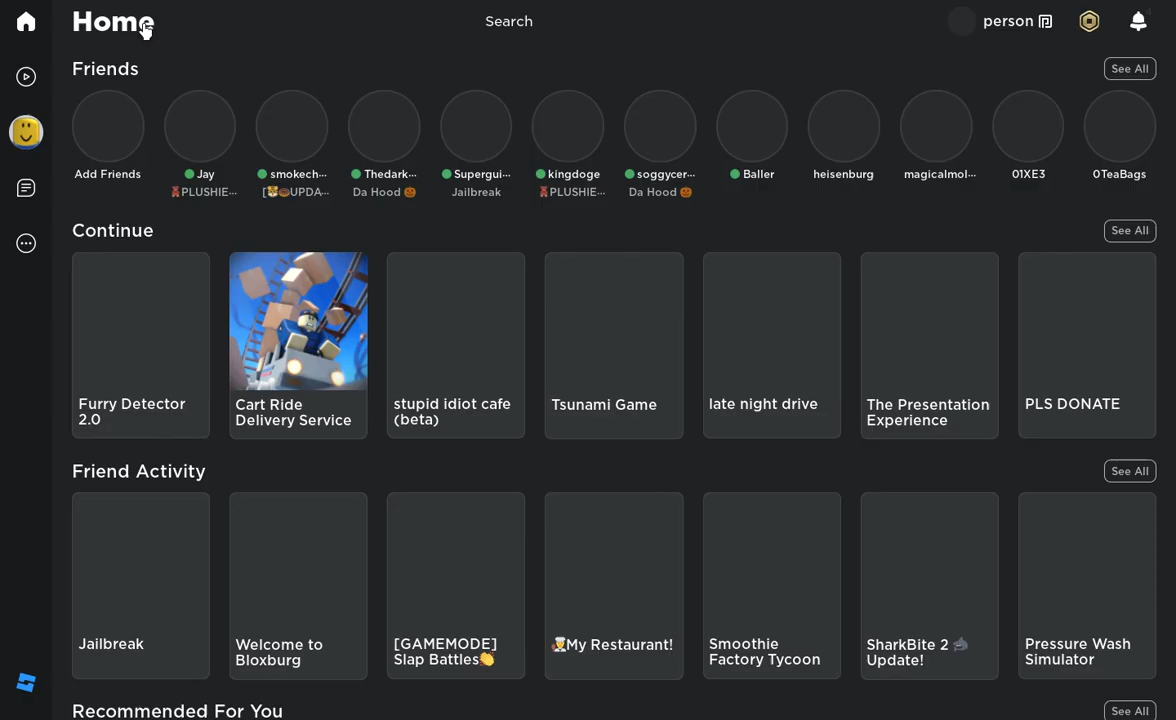 Home
Search
person
Friends
See All
Add Friends
Jay
🧸PLUSHIE...
smokech...
[🐯🍩UPDA...
Thedark...
Da Hood 🎃
Supergui...
Jailbreak
kingdoge
🧸PLUSHIE...
soggycer...
Da Hood 🎃
Baller
heisenburg
magicalmol...
01XE3
0TeaBags
Continue
See All
Furry Detector
2.0
Cart Ride
Delivery Service
stupid idiot cafe
(beta)
Tsunami Game
late night drive
The Presentation
Experience
PLS DONATE
Friend Activity
See All
Jailbreak
Welcome to
Bloxburg
[GAMEMODE]
Slap Battles👏
🧑‍🍳My Restaurant!
Smoothie
Factory Tycoon
SharkBite 2 🦈
Update!
Pressure Wash
Simulator
Recommended For You
See All